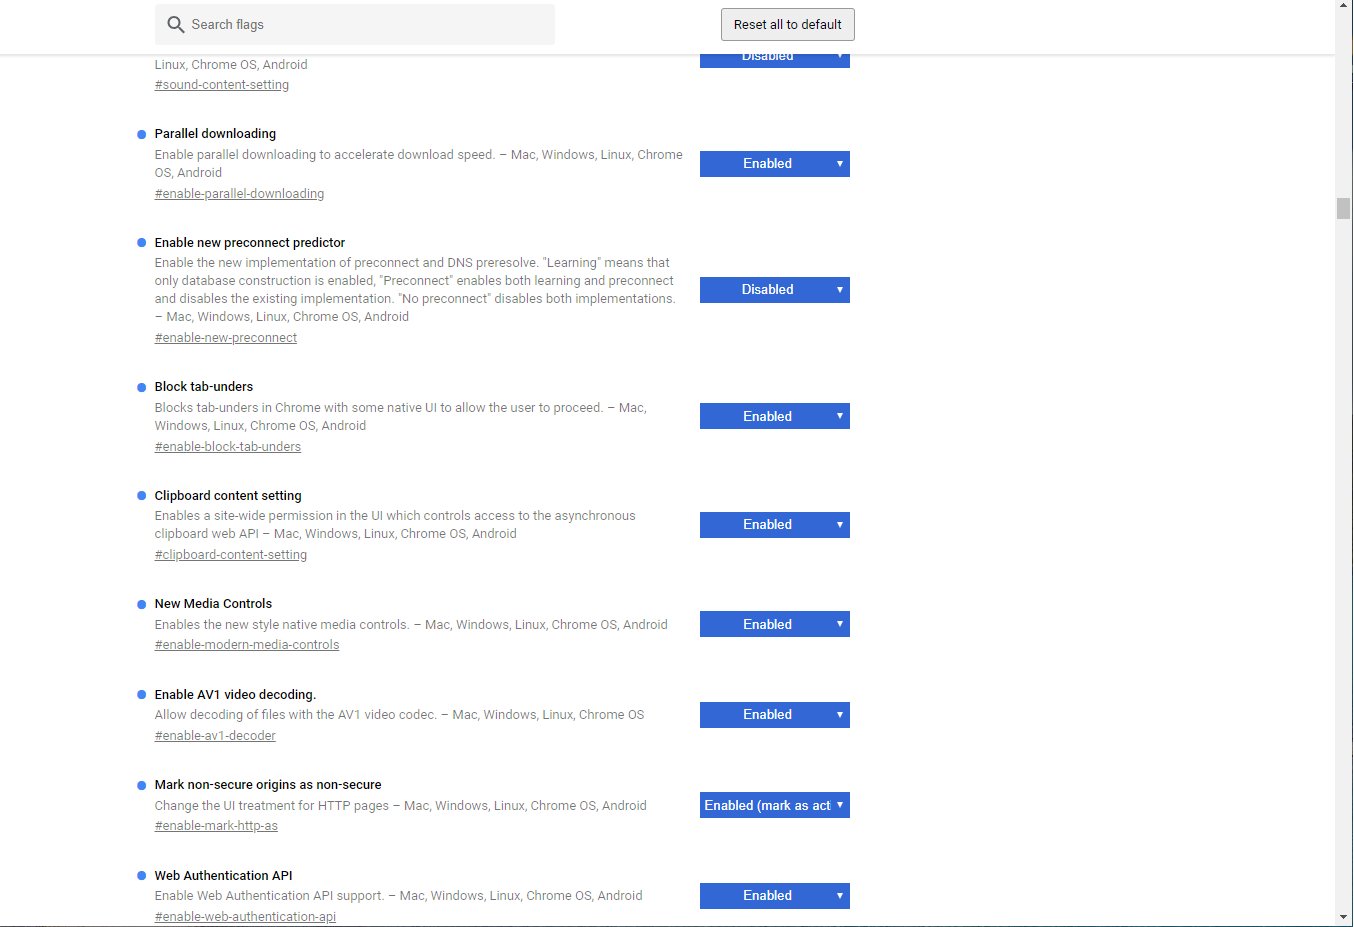 Search flags
Reset all to default
Linux, Chrome OS, Android
Disabled
#sound-content-setting
Parallel downloading
Enable parallel downloading to accelerate download speed. – Mac, Windows, Linux, Chrome
OS, Android
Enabled
#enable-parallel-downloading
Enable new preconnect predictor
Enable the new implementation of preconnect and DNS preresolve. "Learning" means that
only database construction is enabled, "Preconnect" enables both learning and preconnect
and disables the existing implementation. "No preconnect" disables both implementations.
– Mac, Windows, Linux, Chrome OS, Android
Disabled
#enable-new-preconnect
Block tab-unders
Blocks tab-unders in Chrome with some native UI to allow the user to proceed. – Mac,
Windows, Linux, Chrome OS, Android
Enabled
#enable-block-tab-unders
Clipboard content setting
Enables a site-wide permission in the UI which controls access to the asynchronous
clipboard web API – Mac, Windows, Linux, Chrome OS, Android
Enabled
#clipboard-content-setting
New Media Controls
Enables the new style native media controls. – Mac, Windows, Linux, Chrome OS, Android
Enabled
#enable-modern-media-controls
Enable AV1 video decoding.
Allow decoding of files with the AV1 video codec. – Mac, Windows, Linux, Chrome OS
Enabled
#enable-av1-decoder
Mark non-secure origins as non-secure
Change the UI treatment for HTTP pages – Mac, Windows, Linux, Chrome OS, Android
Enabled (mark as act
#enable-mark-http-as
Web Authentication API
Enable Web Authentication API support. – Mac, Windows, Linux, Chrome OS, Android
Enabled
#enable-web-authentication-api